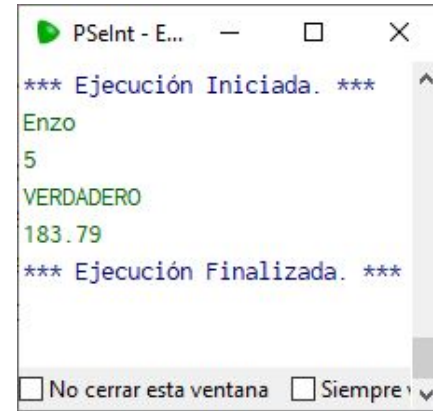 PSeInt - E...
*** Ejecución Iniciada. ***
Enzo
5
VERDADERO
183.79
*** Ejecución Finalizada. ***
No cerrar esta ventana Siempre